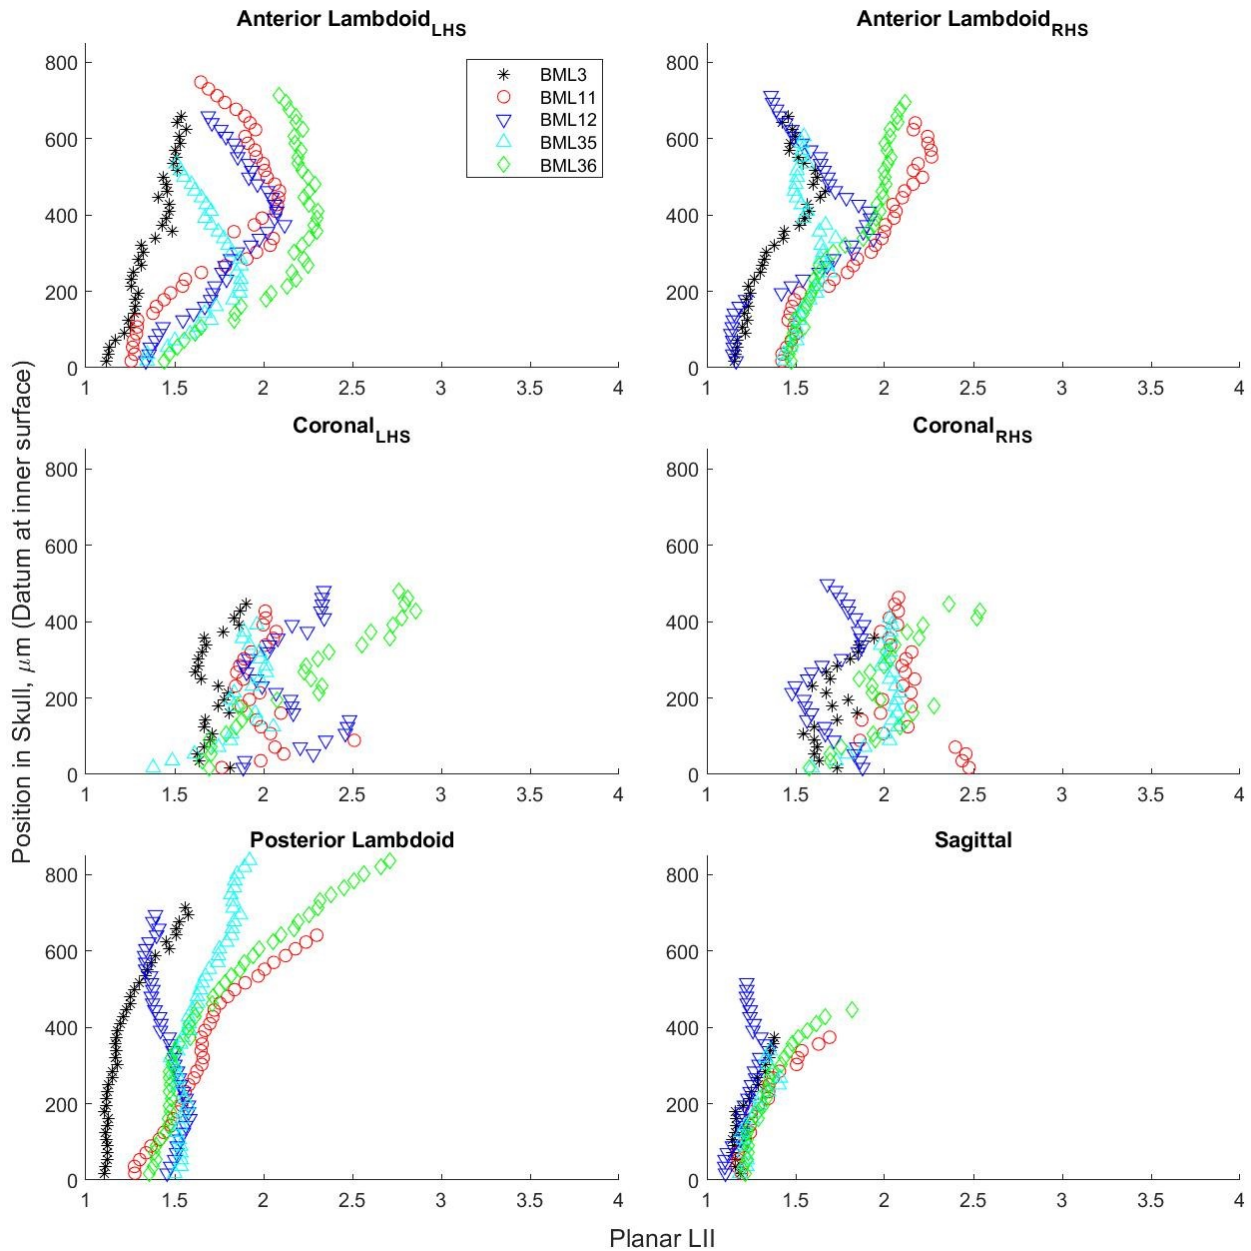 Anterior Lambdoid LHS
Anterior Lambdoid RHS
800
600
400
200
0
1 1.5 2 2.5 3 3.5 4
BML3
BML11
BML12
BML35
BML36
800
600
400
200
0
1 1.5 2 2.5 3 3.5 4
Coronal LHS
Coronal RHS
800
600
400
200
0
1 1.5 2 2.5 3 3.5 4
800
600
400
200
0
1 1.5 2 2.5 3 3.5 4
Position in Skull, μm (Datum at inner surface)
Posterior Lambdoid
Sagittal
800
600
400
200
0
1 1.5 2 2.5 3 3.5 4
800
600
400
200
0
1 1.5 2 2.5 3 3.5 4
Planar LII